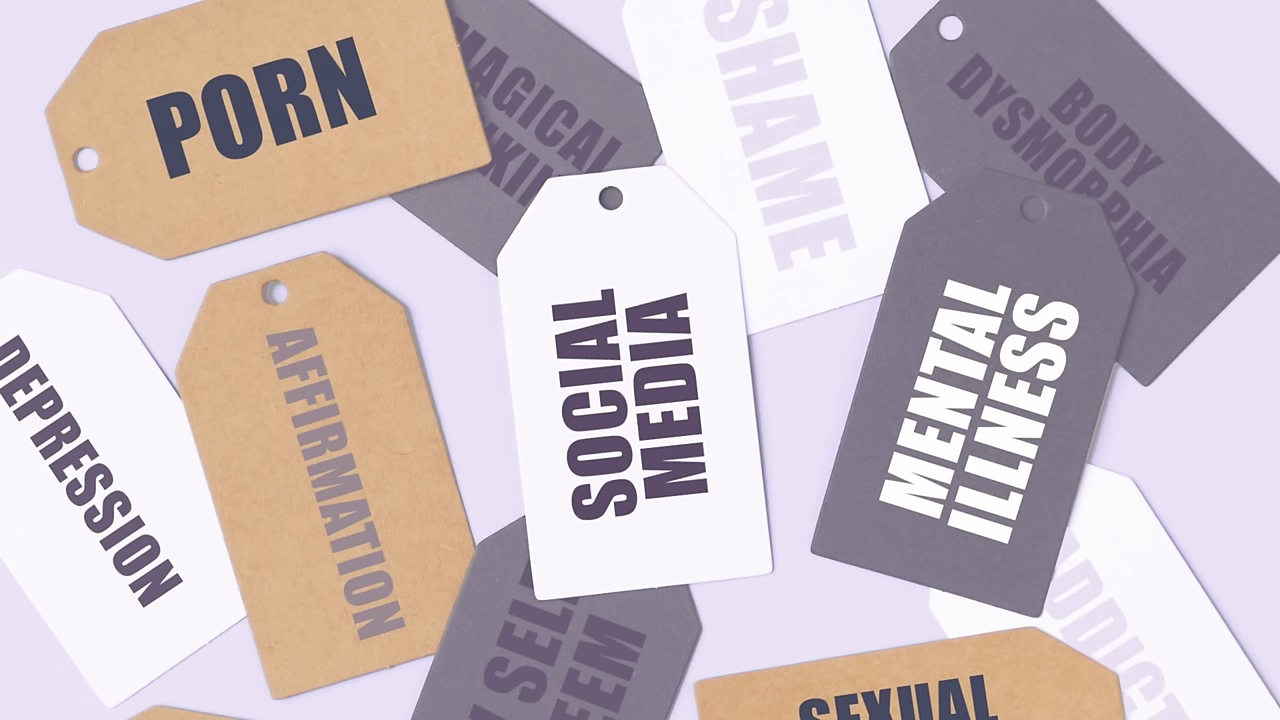 PORN
MAGICAL
SHAME
BODY
DYSMORPHIA
DEPRESSION
AFFIRMATION
SOCIAL
MEDIA
MENTAL
ILLNESS
SEXUAL